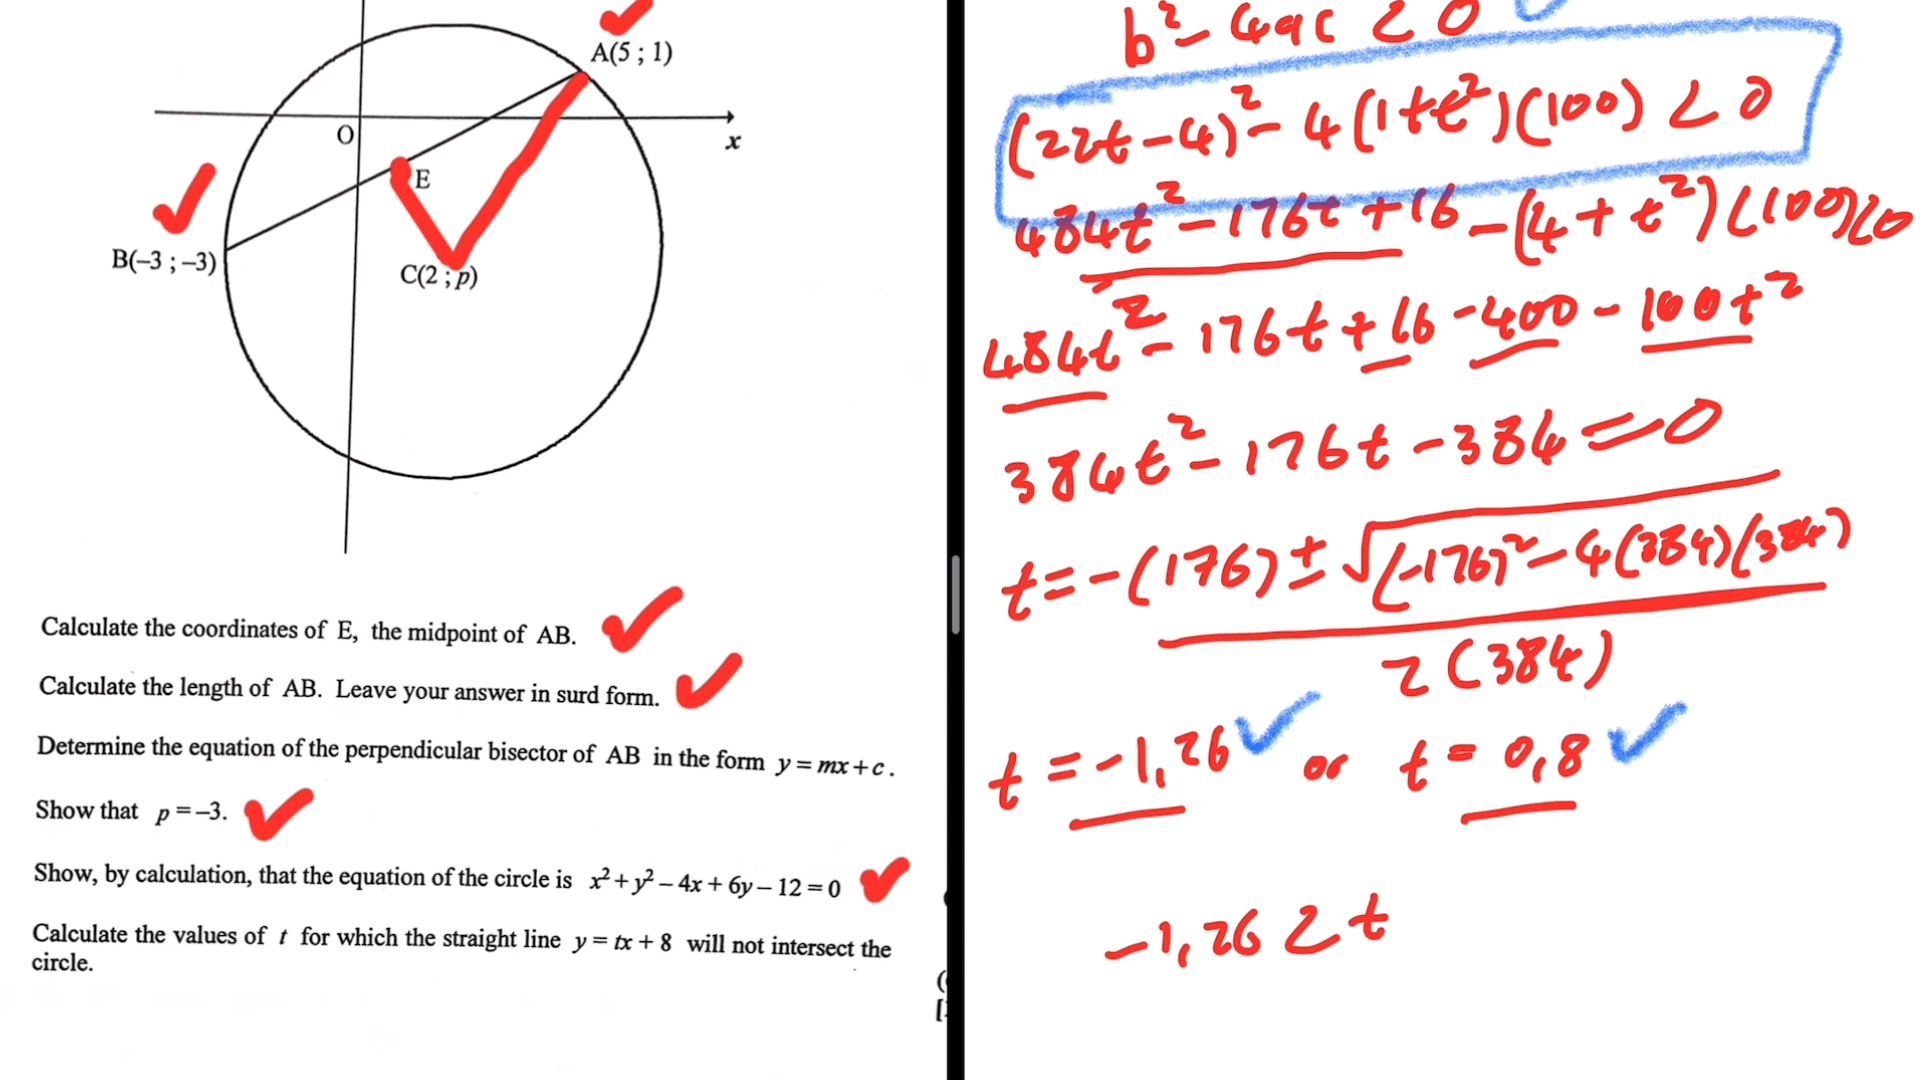 A(5 ; 1)
O
x
E
B(–3 ; –3)
C(2 ; p)
Calculate the coordinates of E, the midpoint of AB.
Calculate the length of AB. Leave your answer in surd form.
Determine the equation of the perpendicular bisector of AB in the form y = mx + c .
Show that p = –3.
Show, by calculation, that the equation of the circle is x² + y² – 4x + 6y – 12 = 0
Calculate the values of t for which the straight line y = tx + 8 will not intersect the
circle.
b² - 4ac < 0
(22t - 4)² - 4(1 + t²)(100) < 0
484t² - 176t + 16 - (4 + t²)(100)<0
484t² - 176t + 16 - 400 - 100t²
384t² - 176t - 384 = 0
t = -(176) ± √(-176)² - 4(384)(384)
2(384)
t = -1,26 or t = 0,8
-1,26 < t